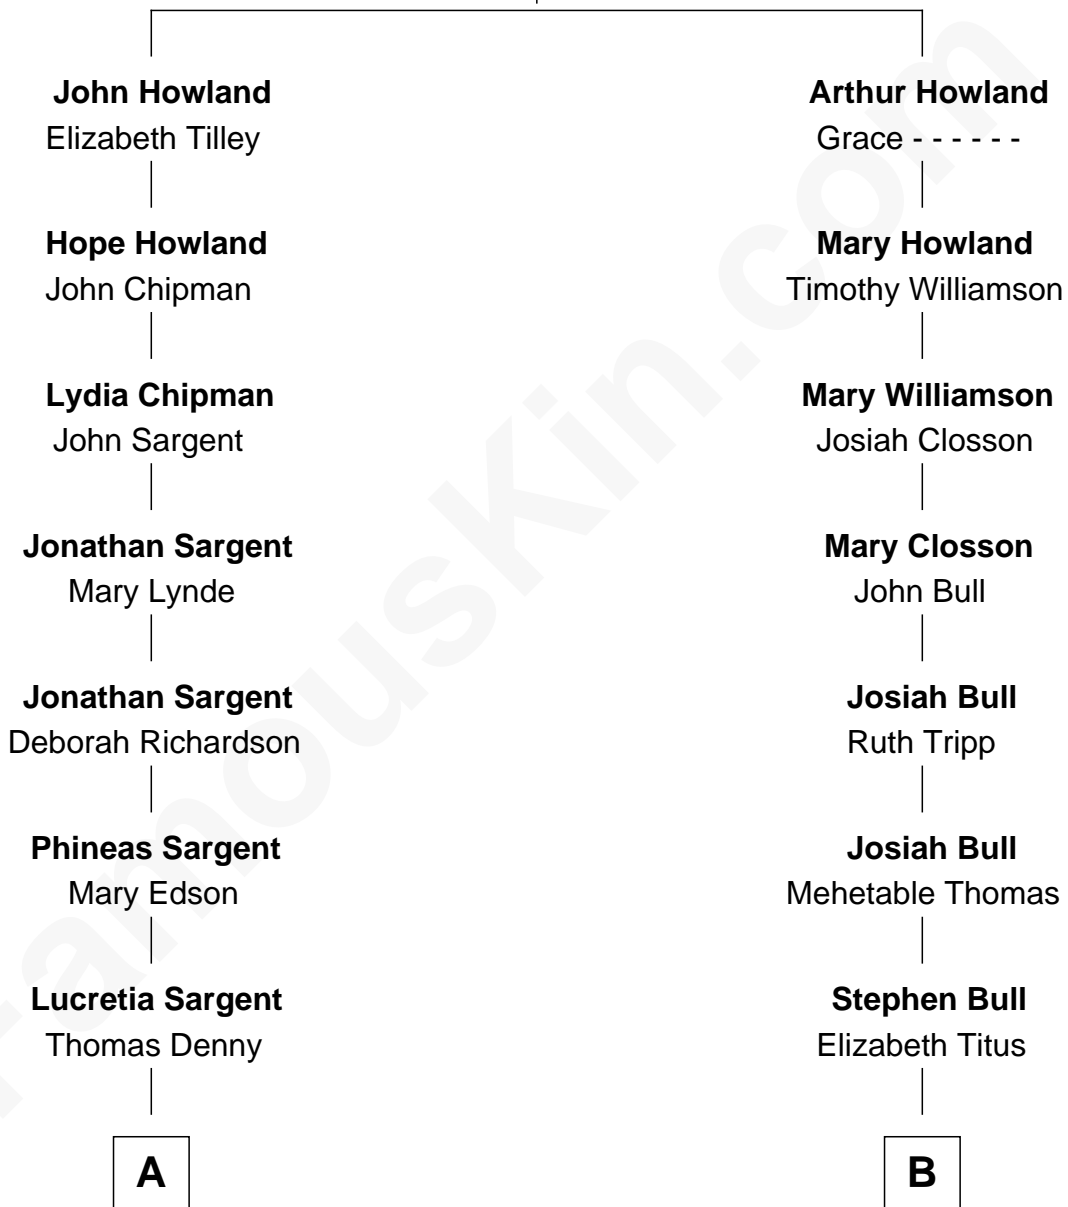 John Howland
Elizabeth Tilley
Arthur Howland
Grace - - - - - -
Hope Howland
John Chipman
Mary Howland
Timothy Williamson
Lydia Chipman
John Sargent
Mary Williamson
Josiah Closson
Jonathan Sargent
Mary Lynde
Mary Closson
John Bull
Jonathan Sargent
Deborah Richardson
Josiah Bull
Ruth Tripp
Phineas Sargent
Mary Edson
Josiah Bull
Mehetable Thomas
Lucretia Sargent
Thomas Denny
Stephen Bull
Elizabeth Titus
A
B
FamousKin.com